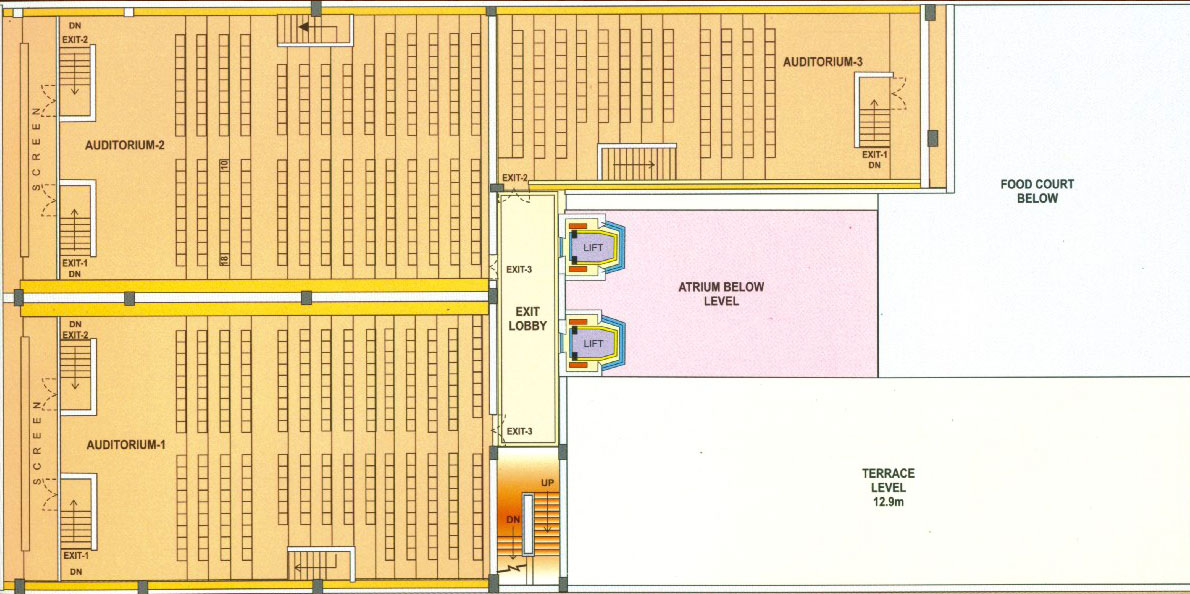 DN
EXIT-2
SCREEN
AUDITORIUM-2
10
18
EXIT-1
DN
AUDITORIUM-3
EXIT-1
DN
EXIT-2
FOOD COURT
BELOW
LIFT
EXIT-3
ATRIUM BELOW
LEVEL
EXIT
LOBBY
LIFT
DN
EXIT-2
SCREEN
AUDITORIUM-1
EXIT-3
EXIT-1
DN
UP
DN
TERRACE
LEVEL
12.9m